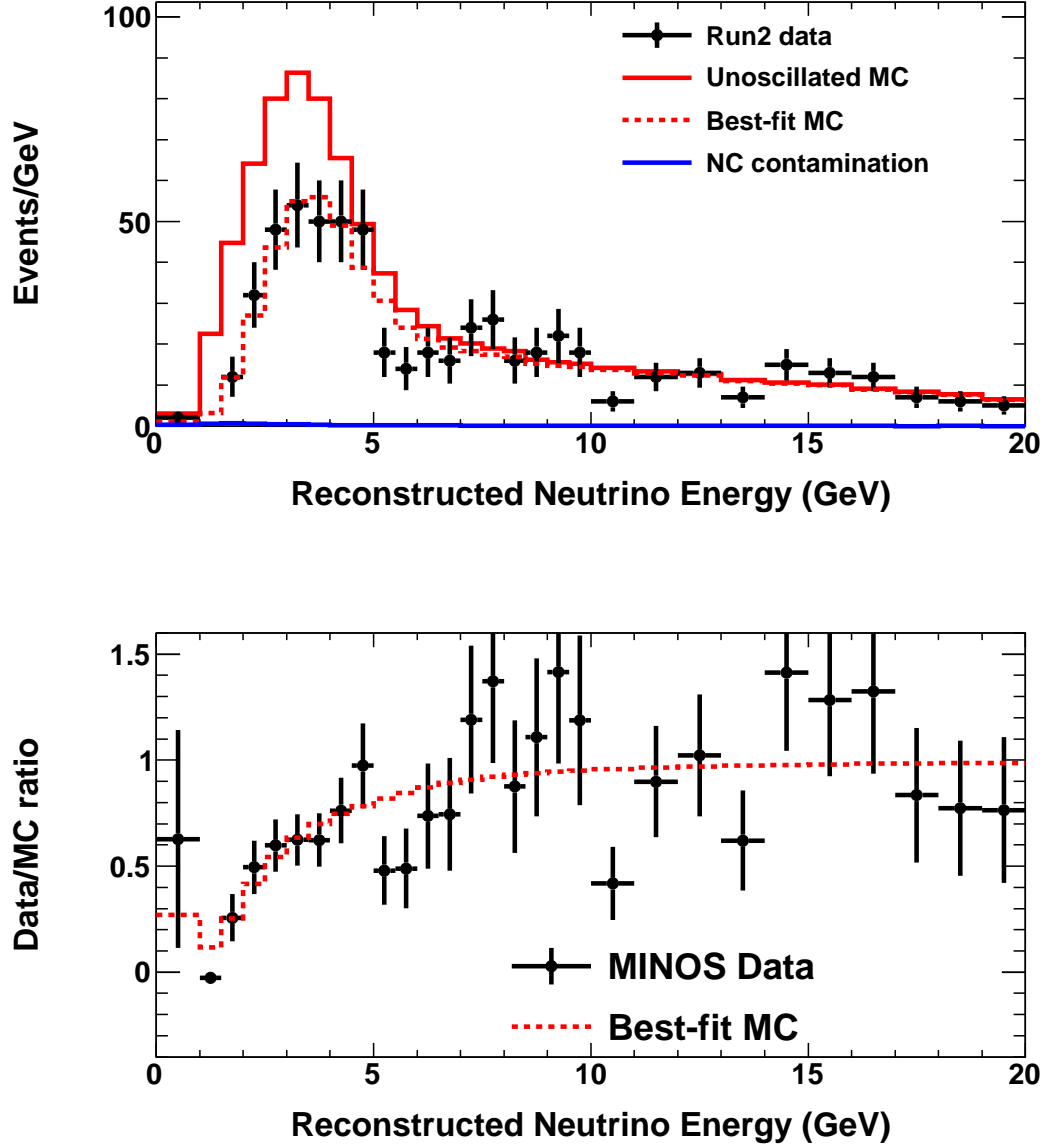 100
50
0
Events/GeV
Run2 data
Unoscillated MC
Best-fit MC
NC contamination
0 5 10 15 20
Reconstructed Neutrino Energy (GeV)
1.5
1
0.5
0
Data/MC ratio
MINOS Data
Best-fit MC
0 5 10 15 20
Reconstructed Neutrino Energy (GeV)